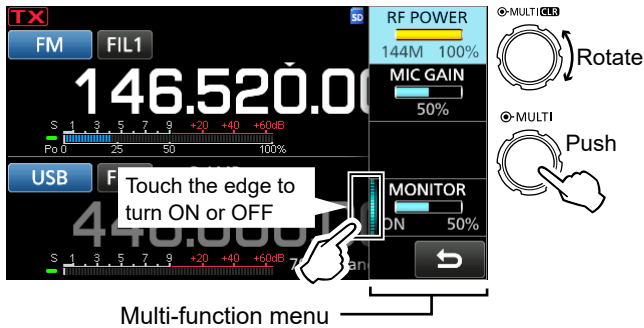 TX
SD
RF POWER
144M 100%
MULTI CLR
Rotate
FM FIL1
146.520.0
MIC GAIN
50%
S 1 3 5 7 9 +20 +40 +60dB
Po 0 25 50 100%
MULTI
Push
USB F
Touch the edge to
turn ON or OFF
MONITOR
ON 50%
S 1 3 5 7 9 +20 +40 +60dB
Multi-function menu